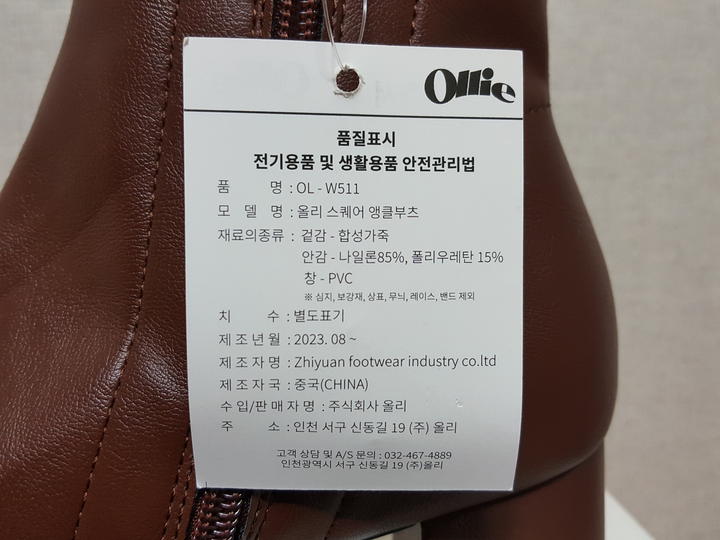 Ollie
품질표시
전기용품 및 생활용품 안전관리법
품 명 : OL - W511
모 델 명 : 올리 스퀘어 앵클부츠
재료의종류 : 겉감 - 합성가죽
안감 - 나일론85%, 폴리우레탄 15%
창 - PVC
※ 심지, 보강재, 상표, 무늬, 레이스, 밴드 제외
치 수 : 별도표기
제 조 년 월 : 2023. 08 ~
제 조 자 명 : Zhiyuan footwear industry co.ltd
제 조 자 국 : 중국(CHINA)
수 입/판 매 자 명 : 주식회사 올리
주 소 : 인천 서구 신동길 19 (주) 올리
고객 상담 및 A/S 문의 : 032-467-4889
인천광역시 서구 신동길 19 (주)올리